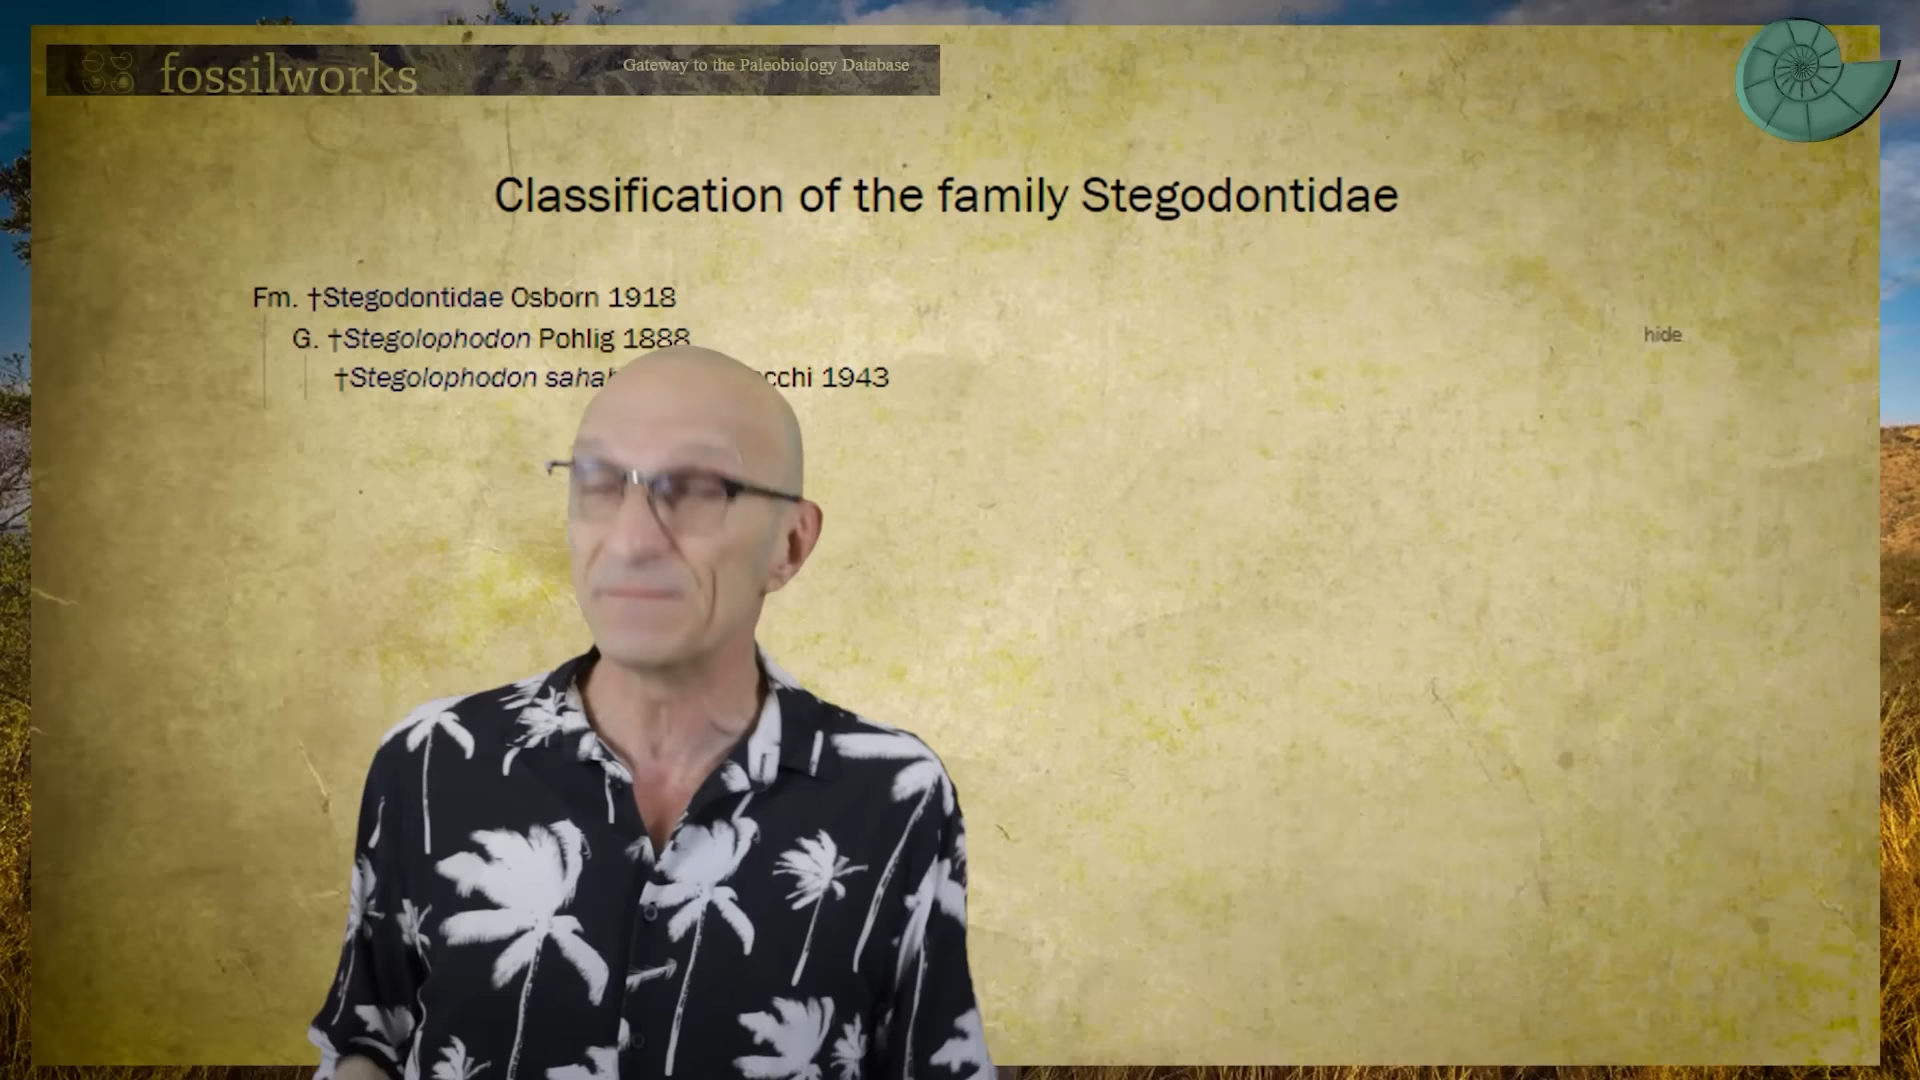 fossilworks
Gateway to the Paleobiology Database
Classification of the family Stegodontidae
Fm. †Stegodontidae Osborn 1918
G. †Stegolophodon Pohlig 1888
hide
†Stegolophodon 1943